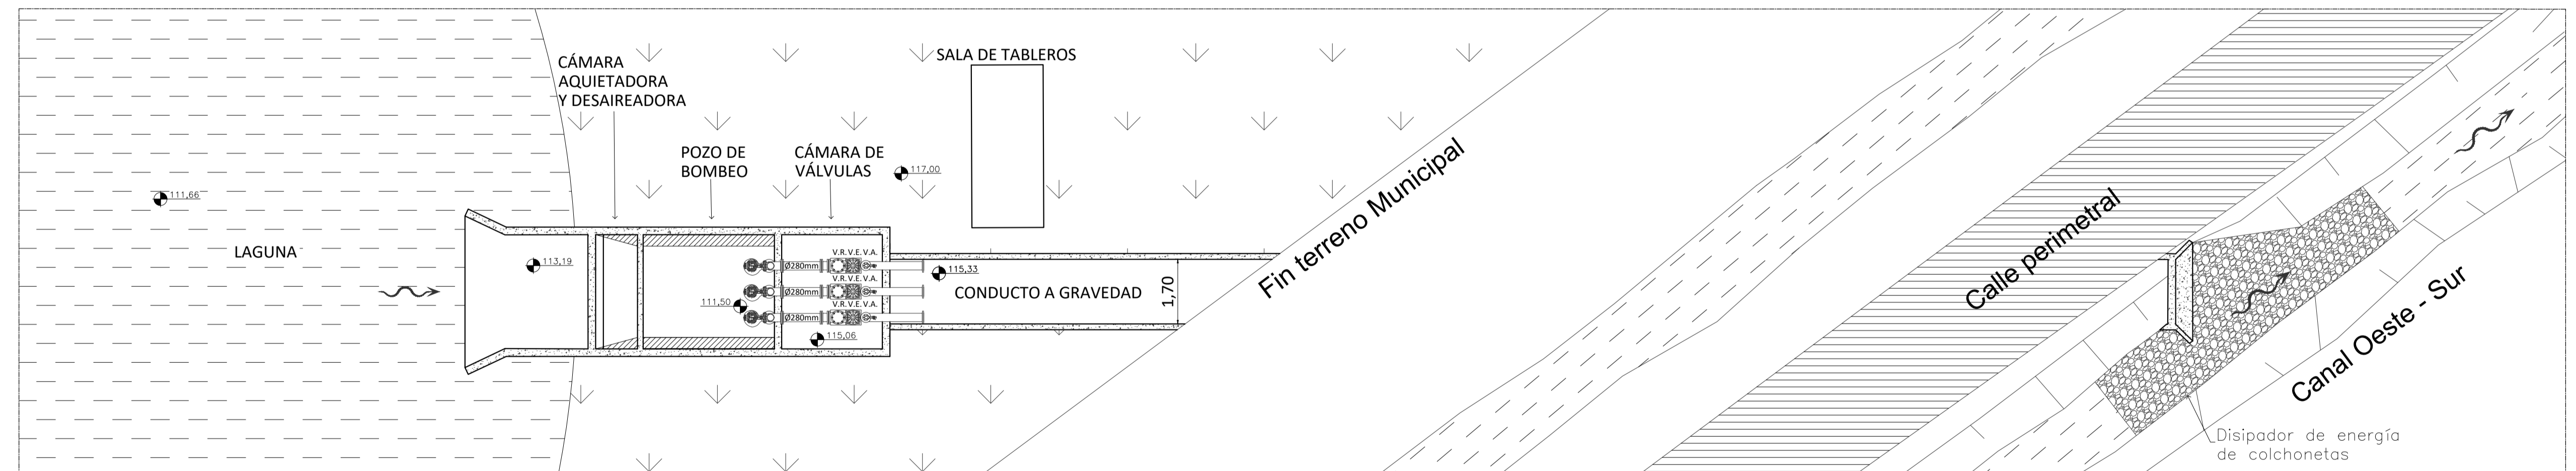 CÁMARA
AQUIETADORA
Y DESAIREADORA
POZO DE
BOMBEO
CÁMARA DE
VÁLVULAS
SALA DE TABLEROS
117,00
111,66
LAGUNA
113,19
V.R. V.E. V.A.
Ø280mm
V.R. V.E. V.A.
Ø280mm
V.R. V.E. V.A.
Ø280mm
111,50
115,06
115,33
CONDUCTO A GRAVEDAD
1,70
Fin terreno Municipal
Calle perimetral
Canal Oeste - Sur
Disipador de energía
de colchonetas